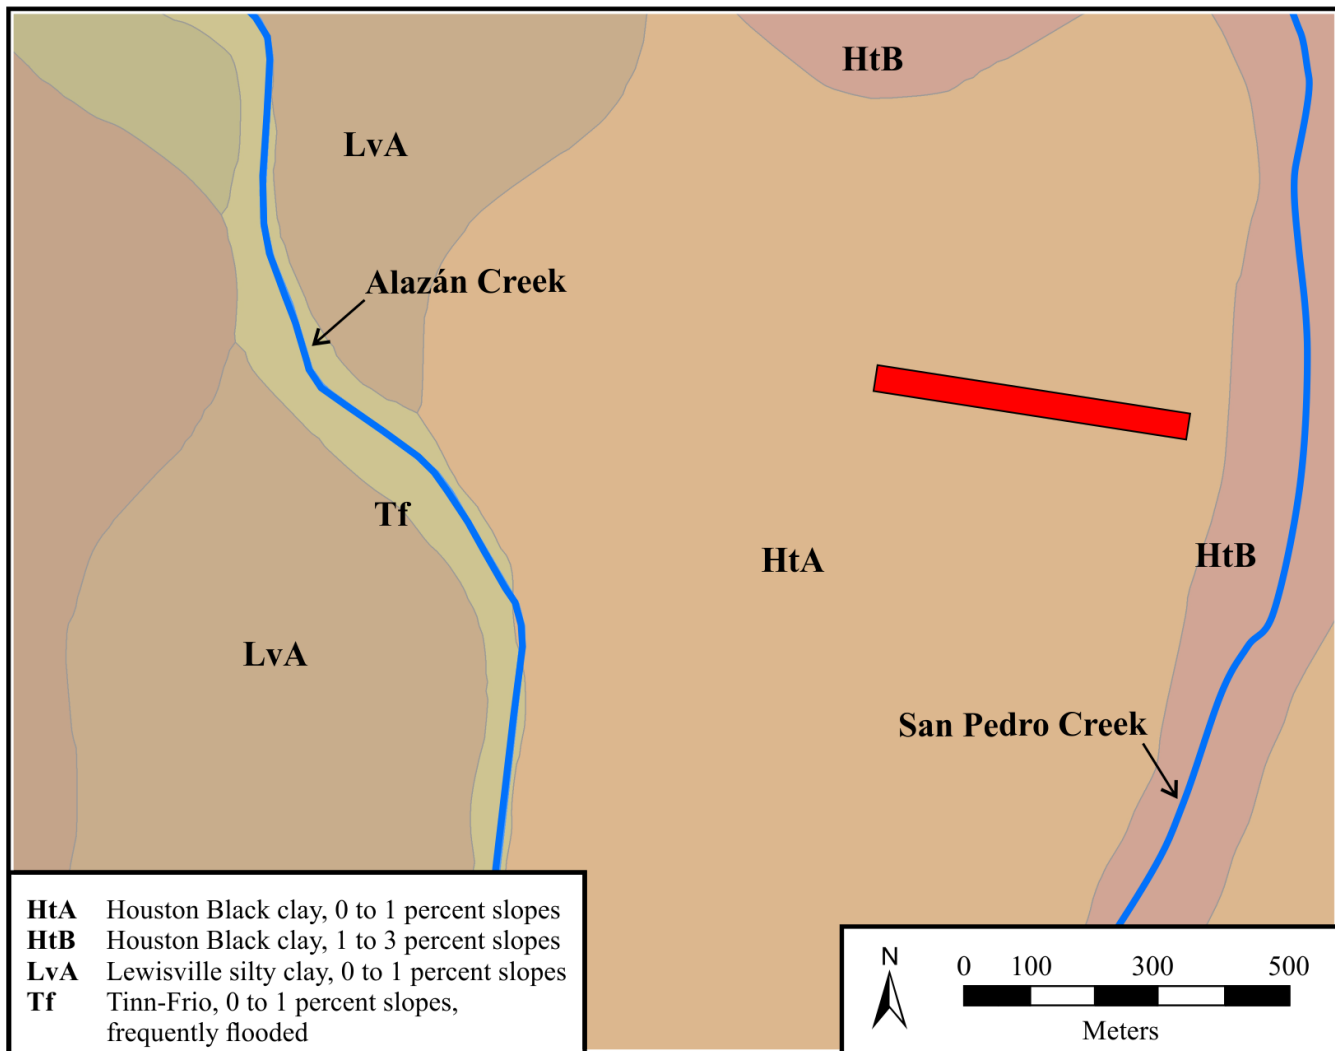 HtB
LvA
Alazán Creek
Tf
HtA
HtB
LvA
San Pedro Creek
HtA Houston Black clay, 0 to 1 percent slopes
HtB Houston Black clay, 1 to 3 percent slopes
LvA Lewisville silty clay, 0 to 1 percent slopes
Tf Tinn-Frio, 0 to 1 percent slopes,
frequently flooded
N
0 100 300 500
Meters